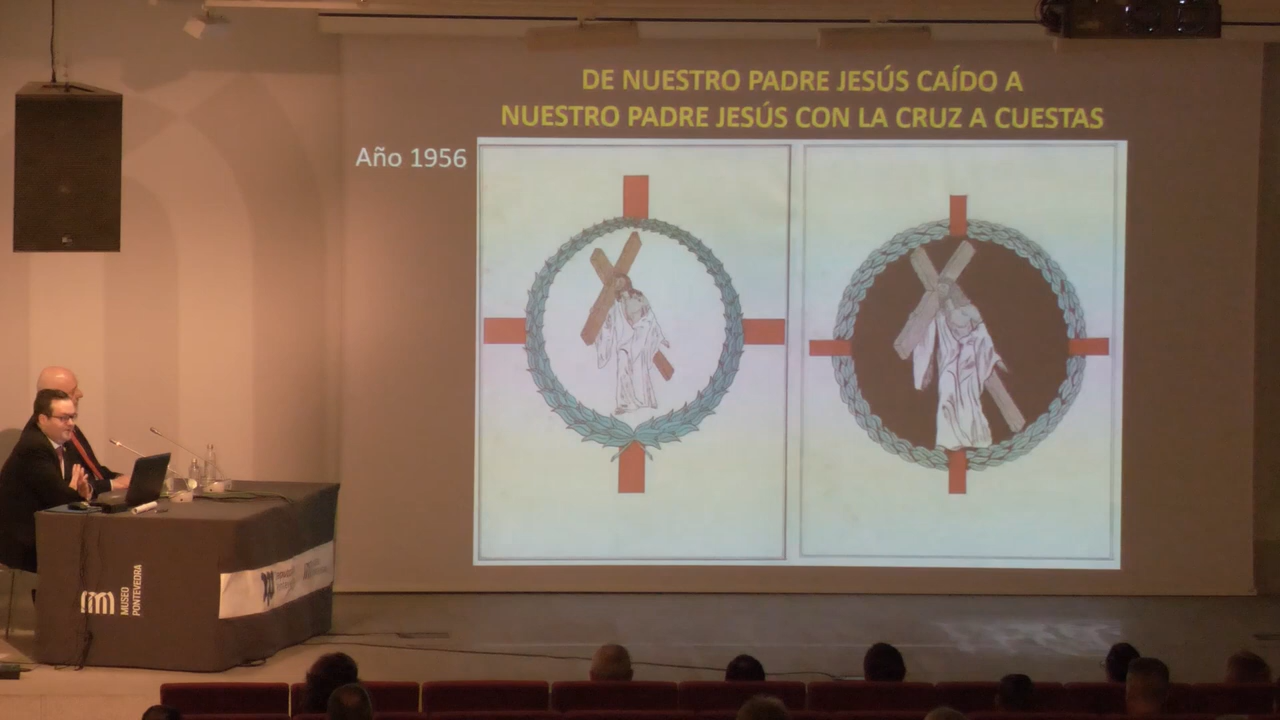 DE NUESTRO PADRE JESÚS CAÍDO A
NUESTRO PADRE JESÚS CON LA CRUZ A CUESTAS
Año 1956
MUSEO
PONTEVEDRA